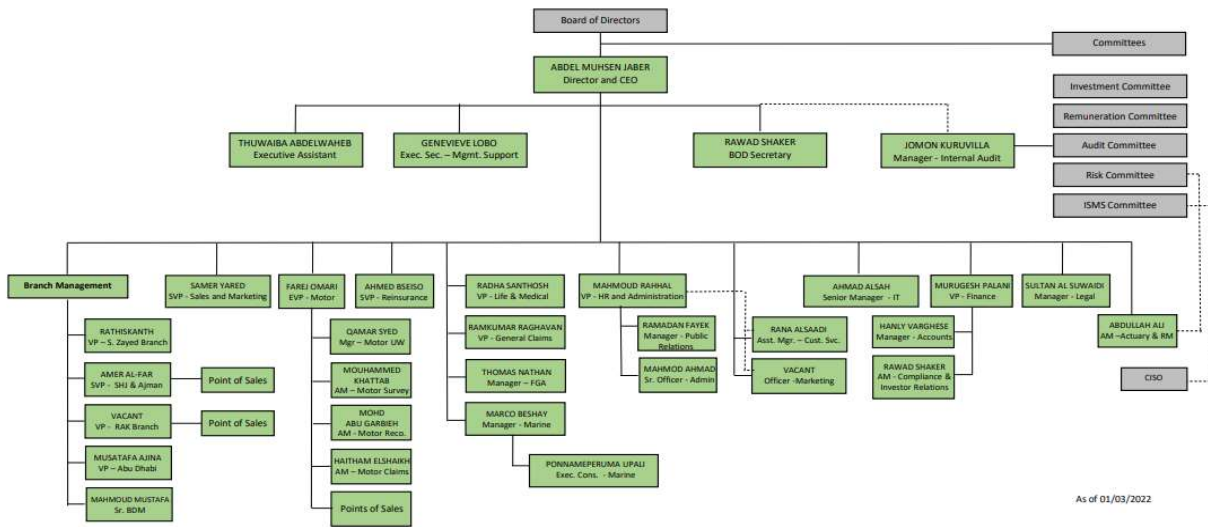 Board of Directors
Committees
ABDEL MUHSEN JABER
Director and CEO
Investment Committee
Remuneration Committee
THUWAIBA ABDELWAHEB
Executive Assistant
GENEVIEVE LOBO
Exec. Sec. – Mgmt. Support
RAWAD SHAKER
BOD Secretary
JOMON KURUVILLA
Manager - Internal Audit
Audit Committee
Risk Committee
ISMS Committee
Branch Management
SAMER YARED
SVP - Sales and Marketing
FAREJ OMARI
EVP - Motor
AHMED BSEISO
SVP - Reinsurance
RADHA SANTHOSH
VP - Life & Medical
MAHMOUD RAHHAL
VP - HR and Administration
AHMAD ALSAH
Senior Manager - IT
MURUGESH PALANI
VP - Finance
SULTAN AL SUWAIDI
Manager - Legal
ABDULLAH ALI
AM –Actuary & RM
RATHISKANTH
VP – S. Zayed Branch
AMER AL-FAR
SVP - SHJ & Ajman
Point of Sales
VACANT
VP - RAK Branch
Point of Sales
MUSATAFA AJINA
VP – Abu Dhabi
MAHMOUD MUSTAFA
Sr. BDM
QAMAR SYED
Mgr – Motor UW
MOUHAMMED
KHATTAB
AM – Motor Survey
MOHD
ABU GARBIEH
AM - Motor Reco.
HAITHAM ELSHAIKH
AM – Motor Claims
Points of Sales
RAMKUMAR RAGHAVAN
VP - General Claims
THOMAS NATHAN
Manager – FGA
MARCO BESHAY
Manager - Marine
PONNAMEPERUMA UPALI
Exec. Cons. - Marine
RAMADAN FAYEK
Manager - Public
Relations
MAHMOD AHMAD
Sr. Officer - Admin
RANA ALSAADI
Asst. Mgr. – Cust. Svc.
VACANT
Officer -Marketing
HANLY VARGHESE
Manager - Accounts
RAWAD SHAKER
AM - Compliance &
Investor Relations
CISO
As of 01/03/2022